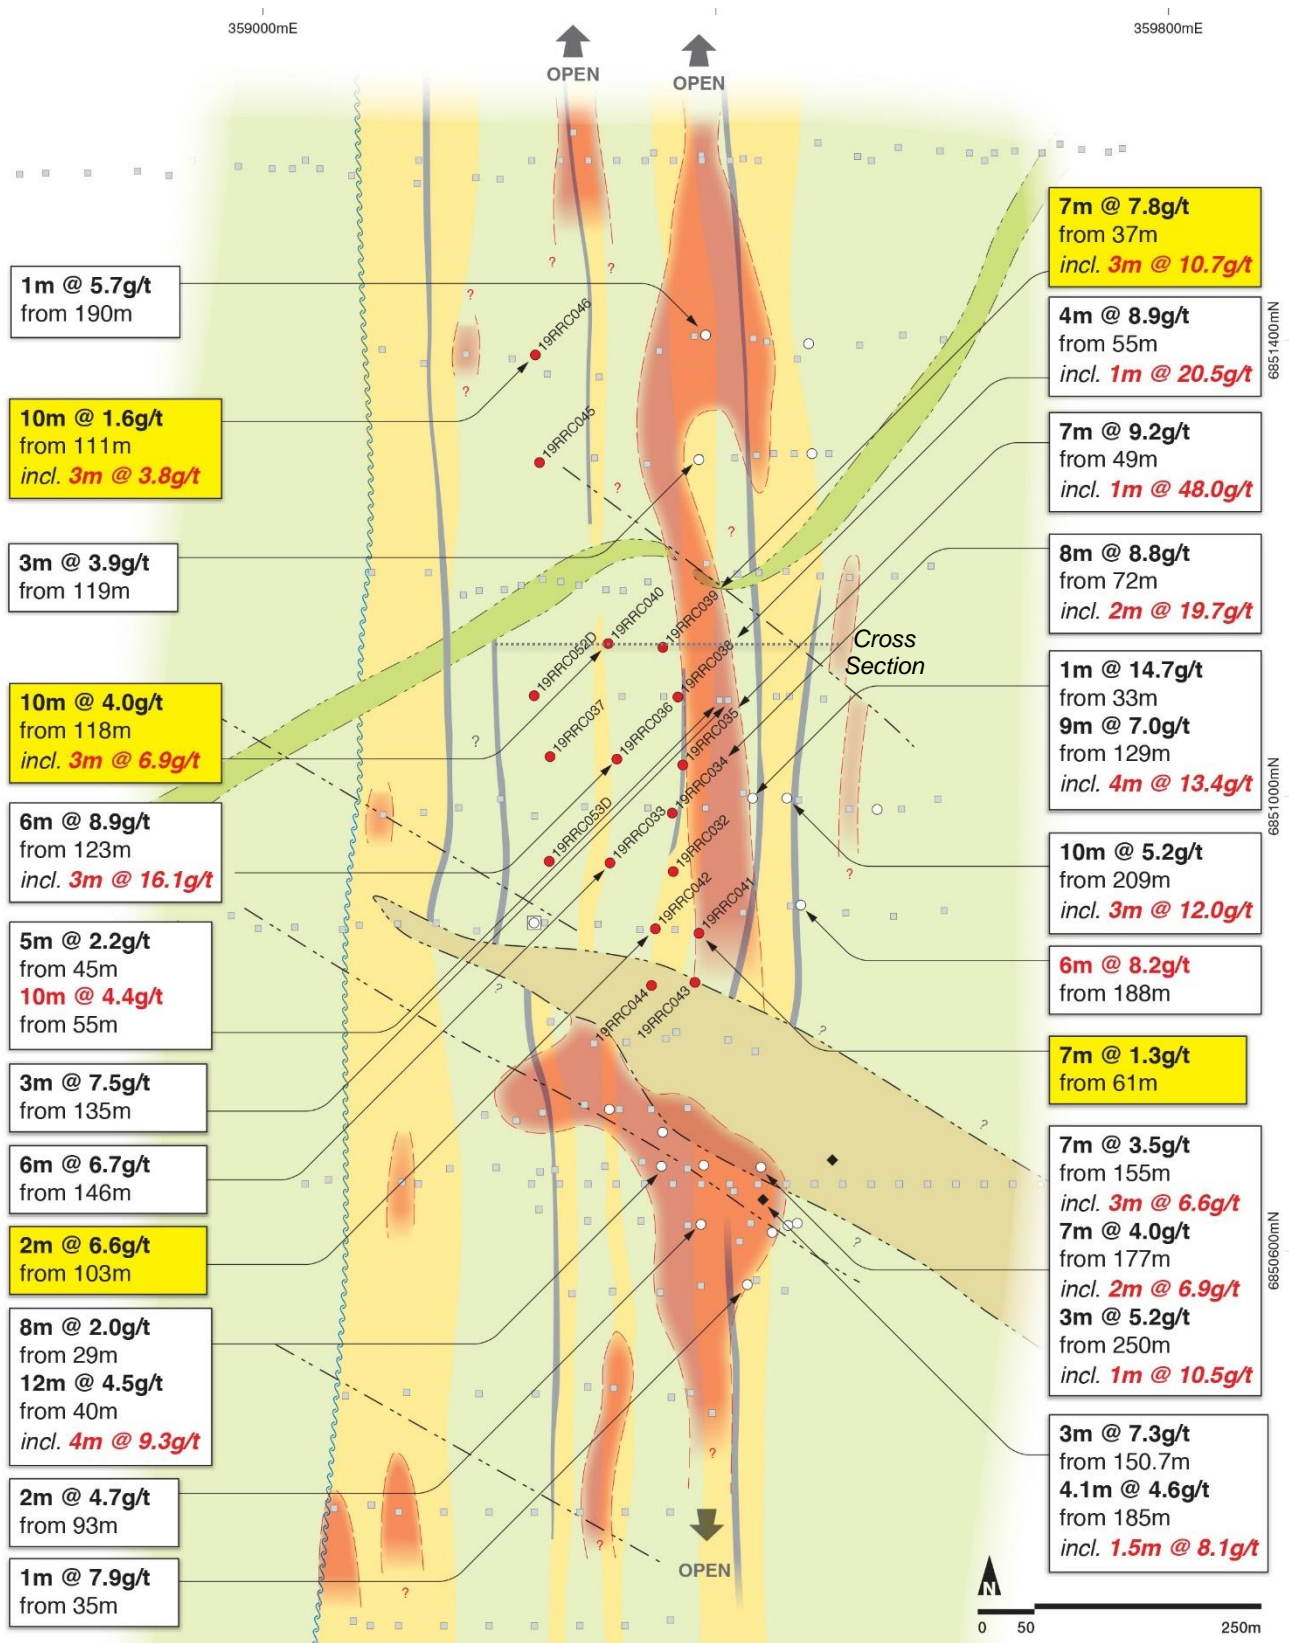 359000mE
359800mE
OPEN
OPEN
1m @ 5.7g/t
from 190m
10m @ 1.6g/t
from 111m
incl. 3m @ 3.8g/t
3m @ 3.9g/t
from 119m
10m @ 4.0g/t
from 118m
incl. 3m @ 6.9g/t
6m @ 8.9g/t
from 123m
incl. 3m @ 16.1g/t
5m @ 2.2g/t
from 45m
10m @ 4.4g/t
from 55m
3m @ 7.5g/t
from 135m
6m @ 6.7g/t
from 146m
2m @ 6.6g/t
from 103m
8m @ 2.0g/t
from 29m
12m @ 4.5g/t
from 40m
incl. 4m @ 9.3g/t
2m @ 4.7g/t
from 93m
1m @ 7.9g/t
from 35m
?
?
?
?
19RRC046
19RRC045
?
?
19RRC040
19RRC039
19RRC052D
19RRC038
Cross
Section
19RRC037
19RRC036
19RRC035
?
19RRC034
19RRC053D
19RRC033
19RRC032
?
19RRC042
19RRC041
19RRC044
19RRC043
?
?
?
?
?
?
?
OPEN
7m @ 7.8g/t
from 37m
incl. 3m @ 10.7g/t
4m @ 8.9g/t
from 55m
incl. 1m @ 20.5g/t
7m @ 9.2g/t
from 49m
incl. 1m @ 48.0g/t
8m @ 8.8g/t
from 72m
incl. 2m @ 19.7g/t
1m @ 14.7g/t
from 33m
9m @ 7.0g/t
from 129m
incl. 4m @ 13.4g/t
10m @ 5.2g/t
from 209m
incl. 3m @ 12.0g/t
6m @ 8.2g/t
from 188m
7m @ 1.3g/t
from 61m
7m @ 3.5g/t
from 155m
incl. 3m @ 6.6g/t
7m @ 4.0g/t
from 177m
incl. 2m @ 6.9g/t
3m @ 5.2g/t
from 250m
incl. 1m @ 10.5g/t
3m @ 7.3g/t
from 150.7m
4.1m @ 4.6g/t
from 185m
incl. 1.5m @ 8.1g/t
6851400mN
6851000mN
6850600mN
N
0 50 250m